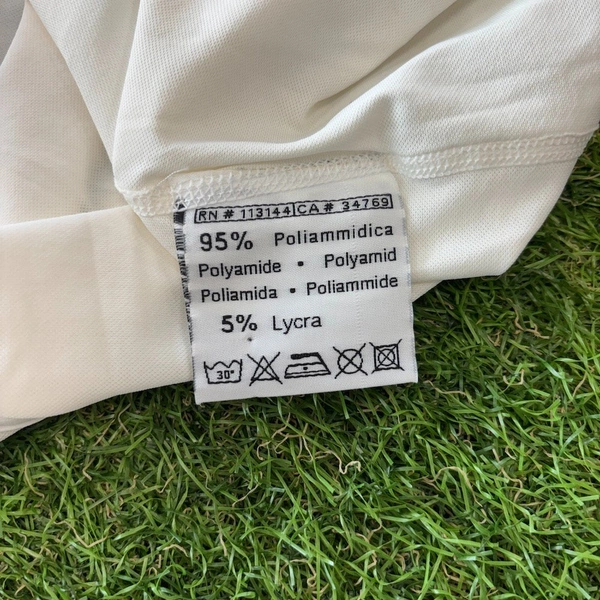 RN # 113144 CA # 34769
95% Poliammidica
Polyamide • Polyamid
Poliamida • Poliammide
5% Lycra
30°